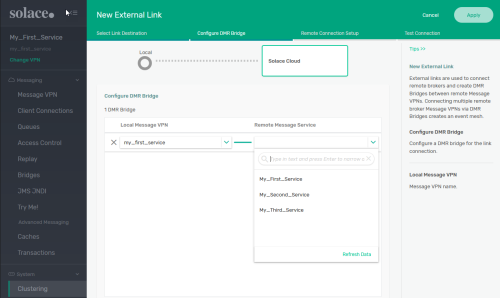 solace.
My_First_Service
my_first_service
Change VPN
Messaging
Message VPN
Client Connections
Queues
Access Control
Replay
Bridges
JMS JNDI
Try Me!
Advanced Messaging
Caches
Transactions
System
Clustering
New External Link
Cancel
Apply
Select Link Destination
Configure DMR Bridge
Remote Connection Setup
Test Connection
Local
Solace Cloud
Configure DMR Bridge
1 DMR Bridge
Local Message VPN
Remote Message Service
my_first_service
Type in text and press Enter to narrow
My_First_Service
My_Second_Service
My_Third_Service
Refresh Data
Tips >>
New External Link
External links are used to connect
remote brokers and create DMR
Bridges between remote Message
VPNs. Connecting multiple remote
broker Message VPNs via DMR
Bridges creates an event mesh.
Configure DMR Bridge
Configure a DMR bridge for the
link connection.
Local Message VPN
Message VPN name.